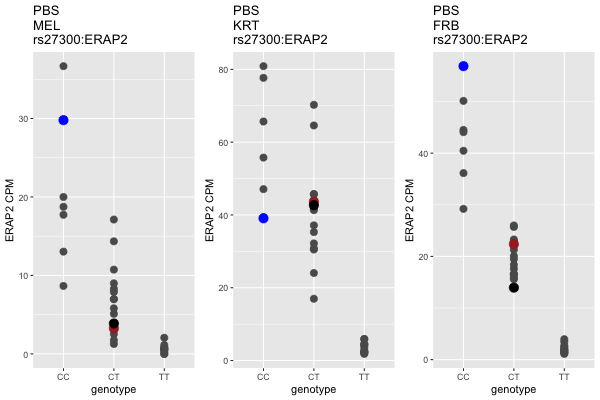 PBS
MEL
rs27300:ERAP2
ERAP2 CPM
30
20
10
0
CC
CT
TT
genotype
PBS
KRT
rs27300:ERAP2
ERAP2 CPM
80
60
40
20
0
CC
CT
TT
genotype
PBS
FRB
rs27300:ERAP2
ERAP2 CPM
40
20
0
CC
CT
TT
genotype